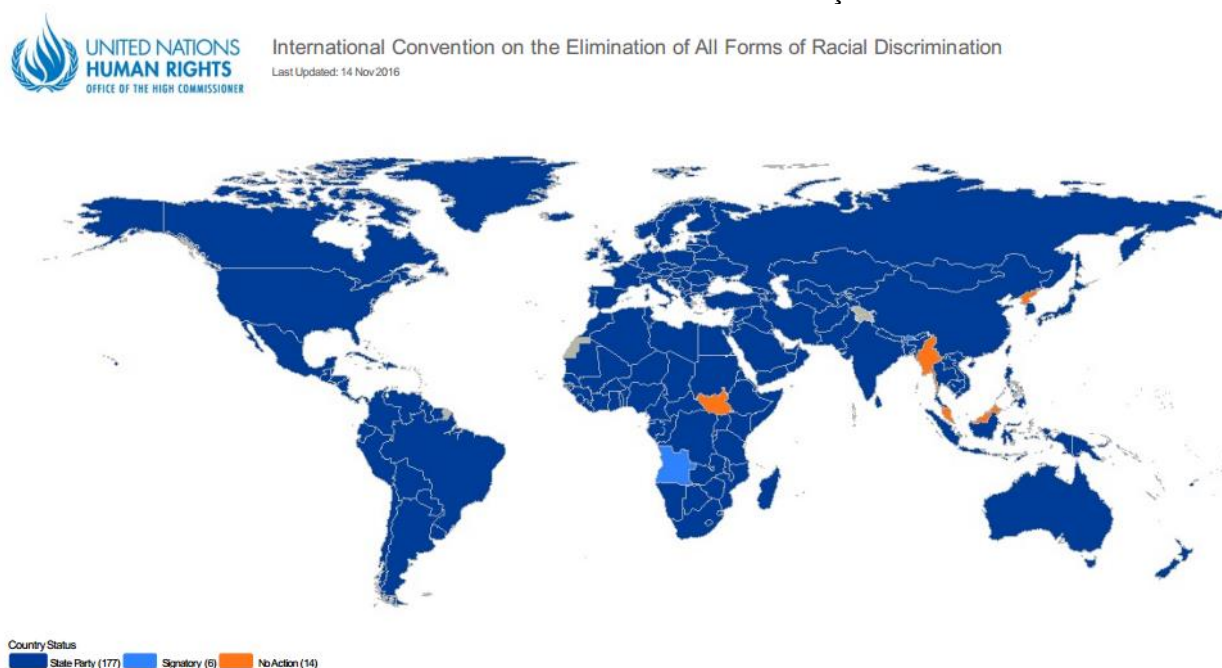 UNITED NATIONS
HUMAN RIGHTS
OFFICE OF THE HIGH COMMISSIONER
International Convention on the Elimination of All Forms of Racial Discrimination
Last Updated: 14 Nov 2016
Country Status
State Party (177) Signatory (6) No Action (14)